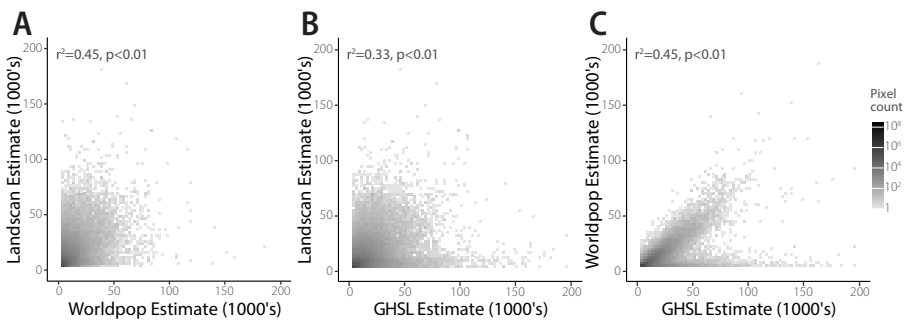 A
r²=0.45, p<0.01
Landscan Estimate (1000's)
200
150
100
50
0
0 50 100 150 200
Worldpop Estimate (1000's)
B
r²=0.33, p<0.01
Landscan Estimate (1000's)
200
150
100
50
0
0 50 100 150 200
GHSL Estimate (1000's)
C
r²=0.45, p<0.01
Worldpop Estimate (1000's)
200
150
100
50
0
0 50 100 150 200
GHSL Estimate (1000's)
Pixel
count
10⁸
10⁶
10⁴
10²
1